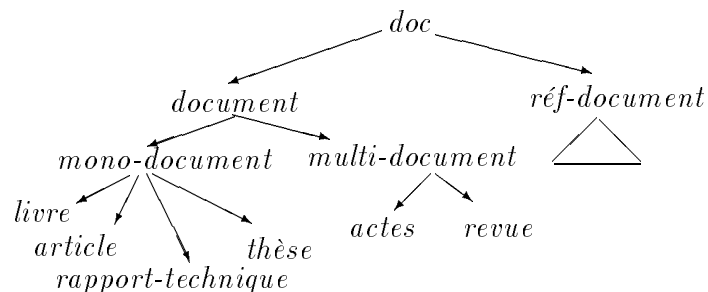 doc
document
réf-document
mono-document
multi-document
livre
article
rapport-technique
thèse
actes
revue